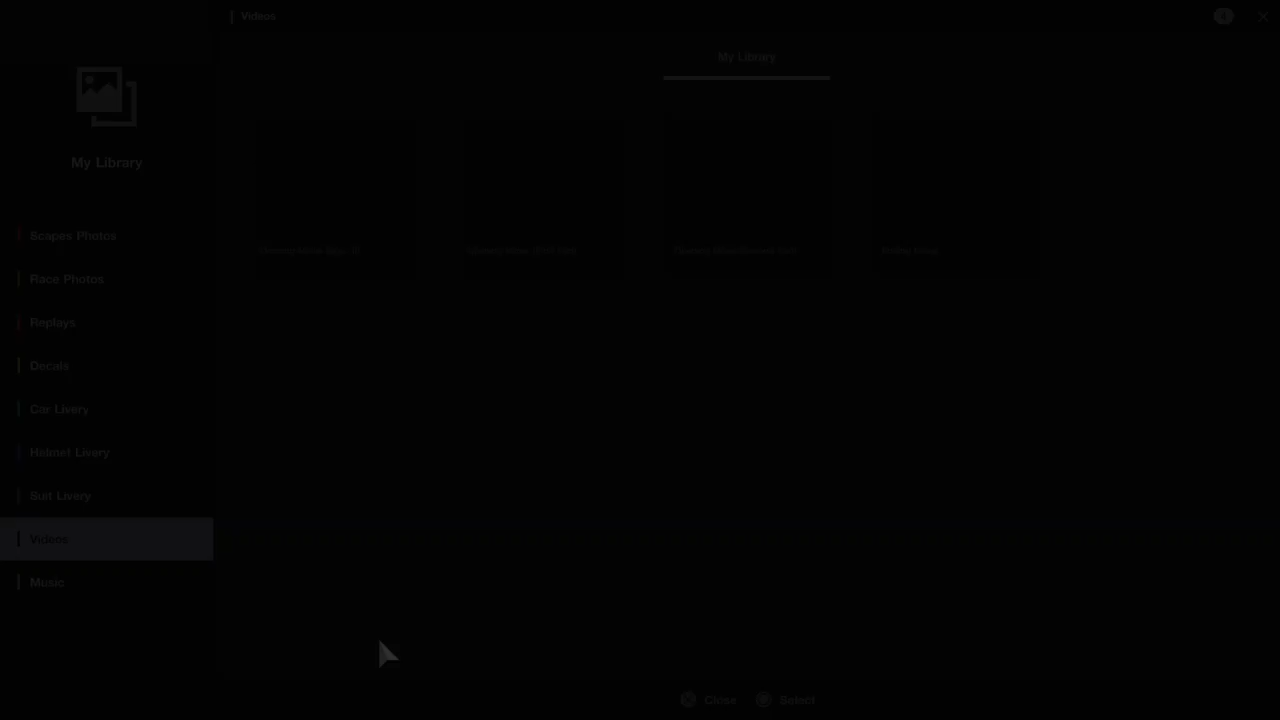 Videos
My Library
My Library
Scapes Photos
Race Photos
Replays
Decals
Car Livery
Helmet Livery
Suit Livery
Videos
Music
Close Select